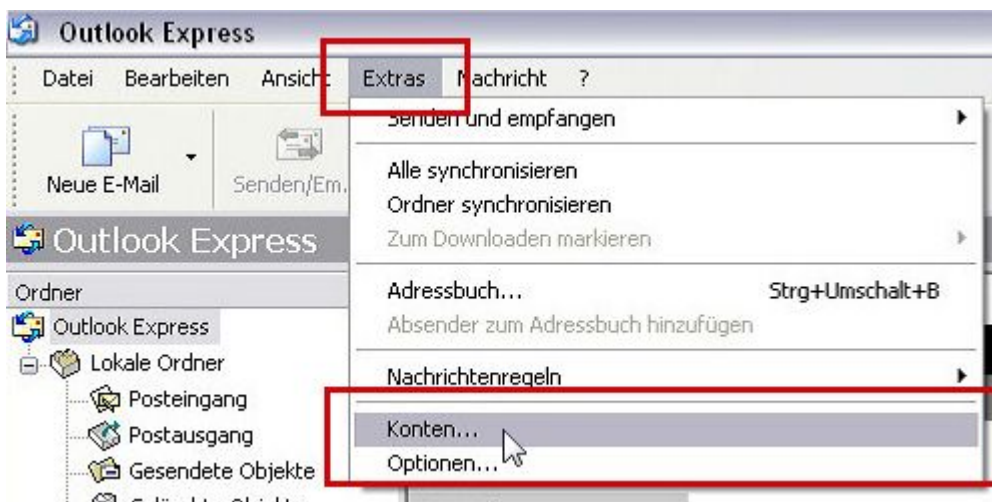 Outlook Express
Datei Bearbeiten Ansicht Extras Nachricht ?
Senden und empfangen
Neue E-Mail Senden/Em.
Alle synchronisieren
Ordner synchronisieren
Outlook Express
Zum Downloaden markieren
Ordner
Adressbuch... Strg+Umschalt+B
Outlook Express
Absender zum Adressbuch hinzufügen
Lokale Ordner
Nachrichtenregeln
Posteingang
Postausgang
Konten...
Gesendete Objekte
Optionen...